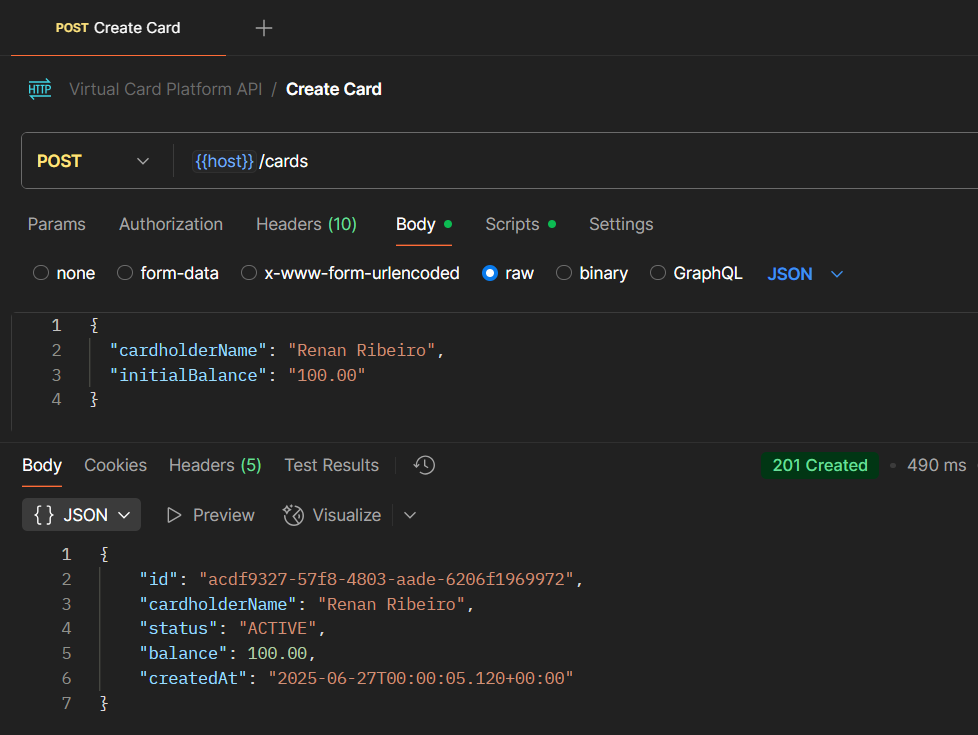 POST Create Card
HTTP Virtual Card Platform API / Create Card
POST {{host}} /cards
Params Authorization Headers (10) Body Scripts Settings
none form-data x-www-form-urlencoded raw binary GraphQL JSON
1 {
2 "cardholderName": "Renan Ribeiro",
3 "initialBalance": "100.00"
4 }
Body Cookies Headers (5) Test Results 201 Created • 490 ms
{} JSON Preview Visualize
1 {
2 "id": "acdf9327-57f8-4803-aade-6206f1969972",
3 "cardholderName": "Renan Ribeiro",
4 "status": "ACTIVE",
5 "balance": 100.00,
6 "createdAt": "2025-06-27T00:00:05.120+00:00"
7 }